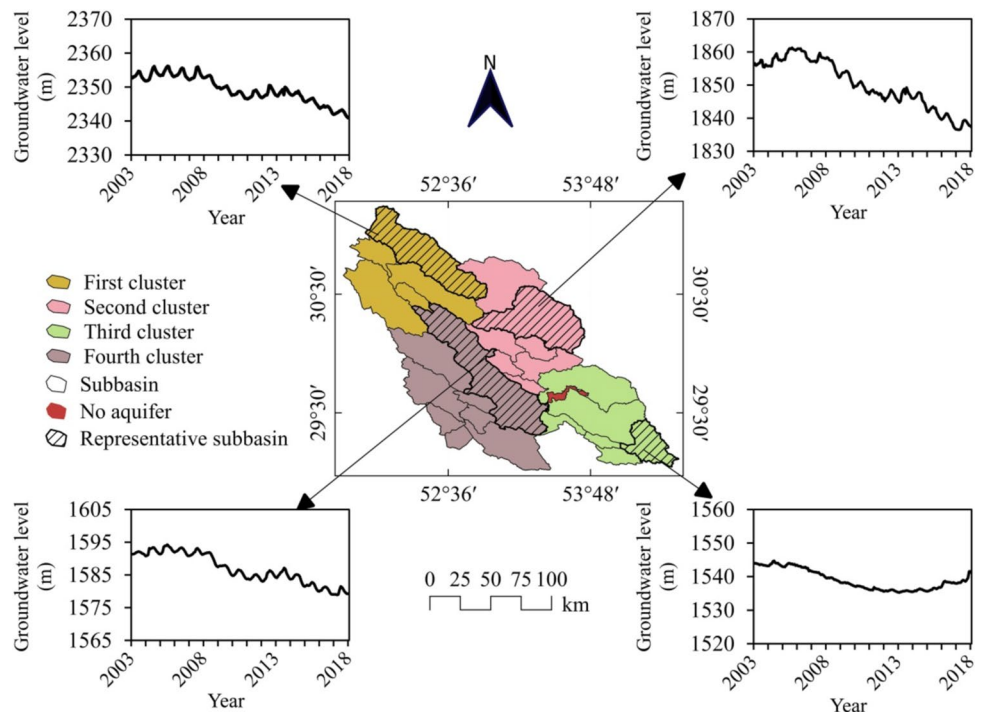 2370
2360
2350
2340
2330
Groundwater level
(m)
2003
2008
2013
2018
Year
N
1870
1860
1850
1840
1830
Groundwater level
(m)
2003
2008
2013
2018
Year
52°36′
53°48′
30°30′
29°30′
30°30′
29°30′
52°36′
53°48′
First cluster
Second cluster
Third cluster
Fourth cluster
Subbasin
No aquifer
Representative subbasin
1605
1595
1585
1575
1565
Groundwater level
(m)
2003
2008
2013
2018
Year
0 25 50 75 100
km
1560
1550
1540
1530
1520
Groundwater level
(m)
2003
2008
2013
2018
Year